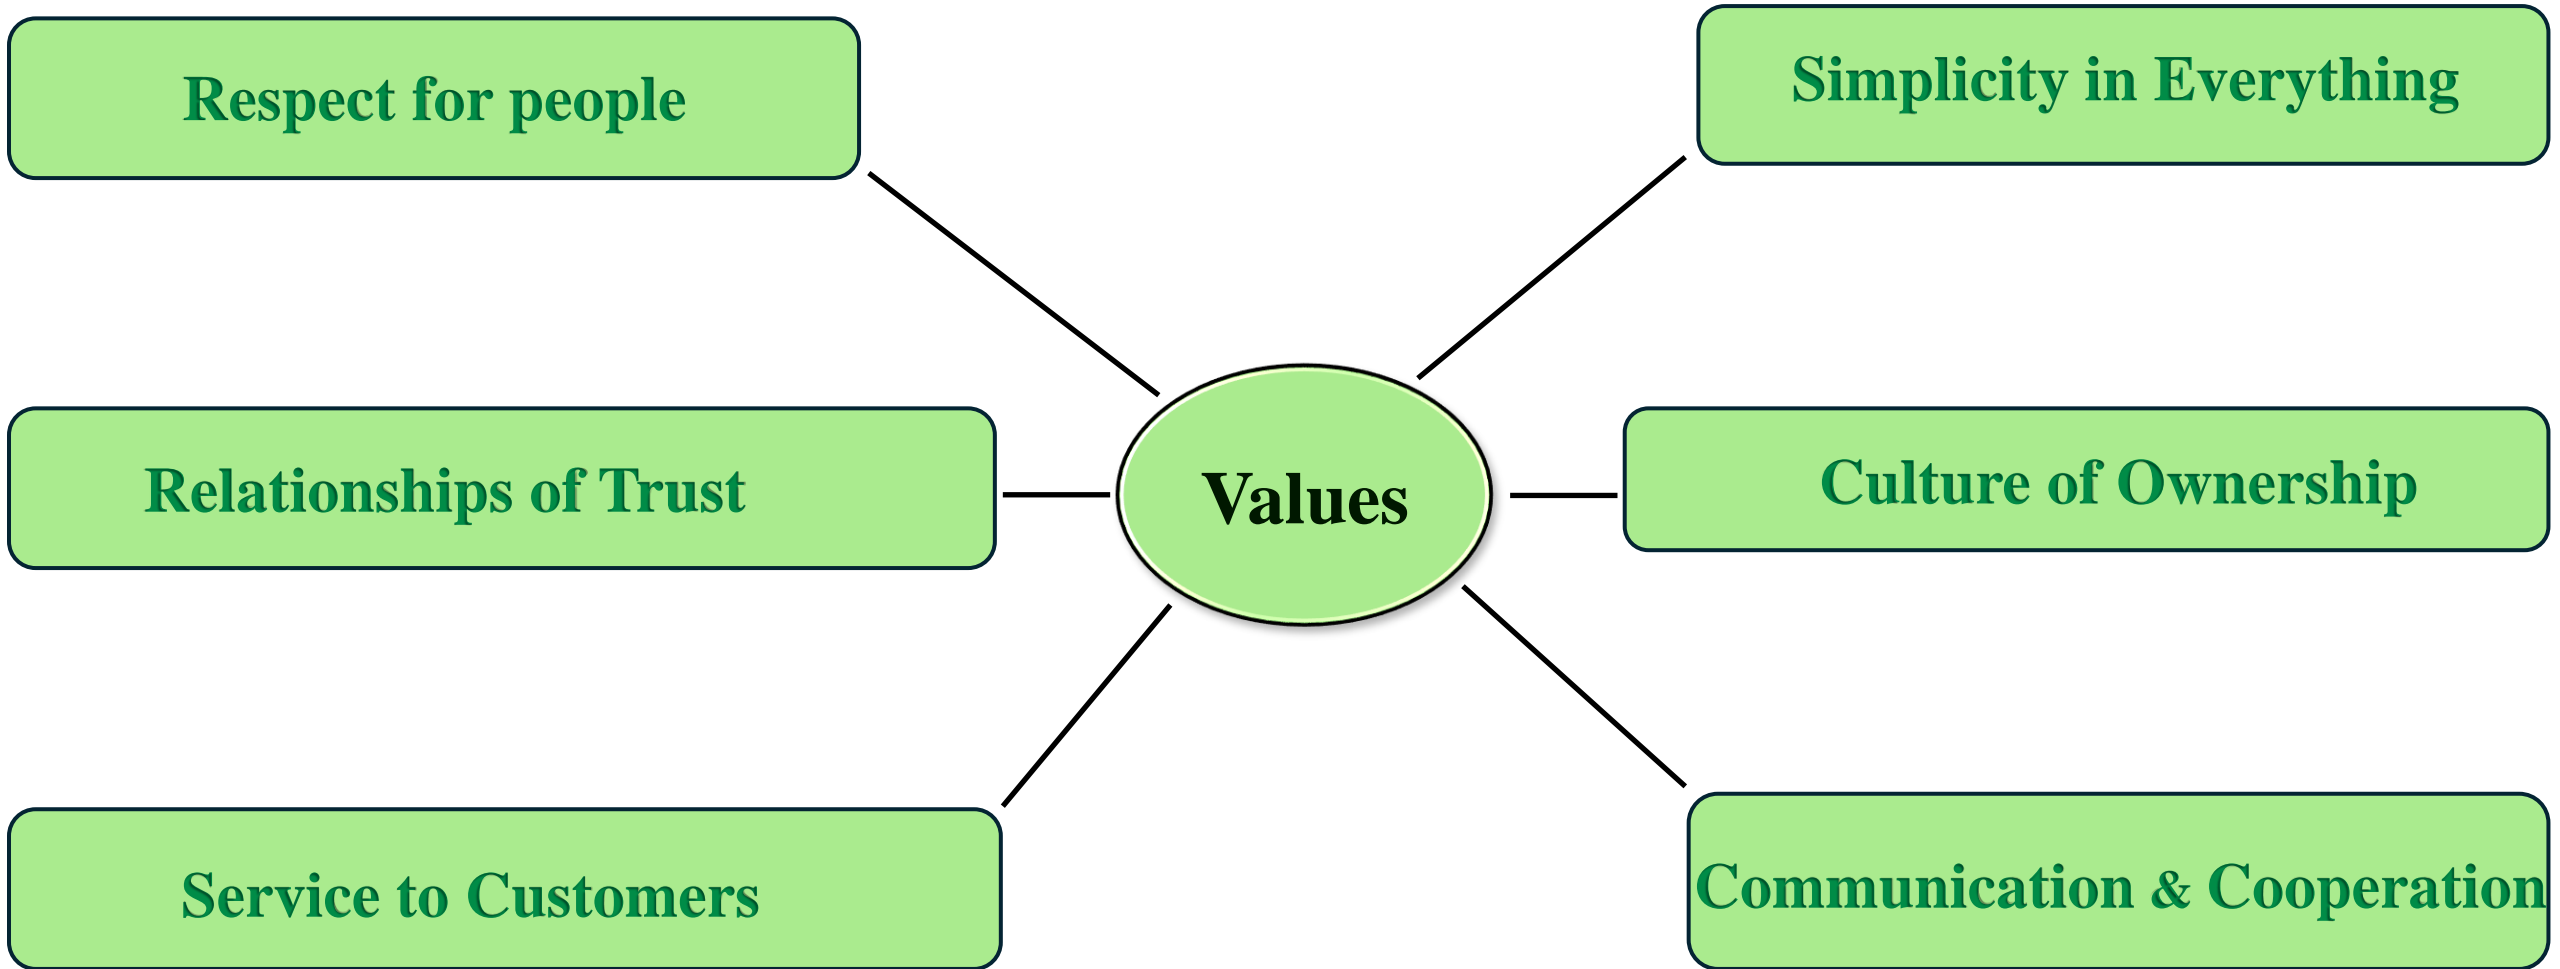 Respect for people
Simplicity in Everything
Relationships of Trust
Values
Culture of Ownership
Service to Customers
Communication & Cooperation